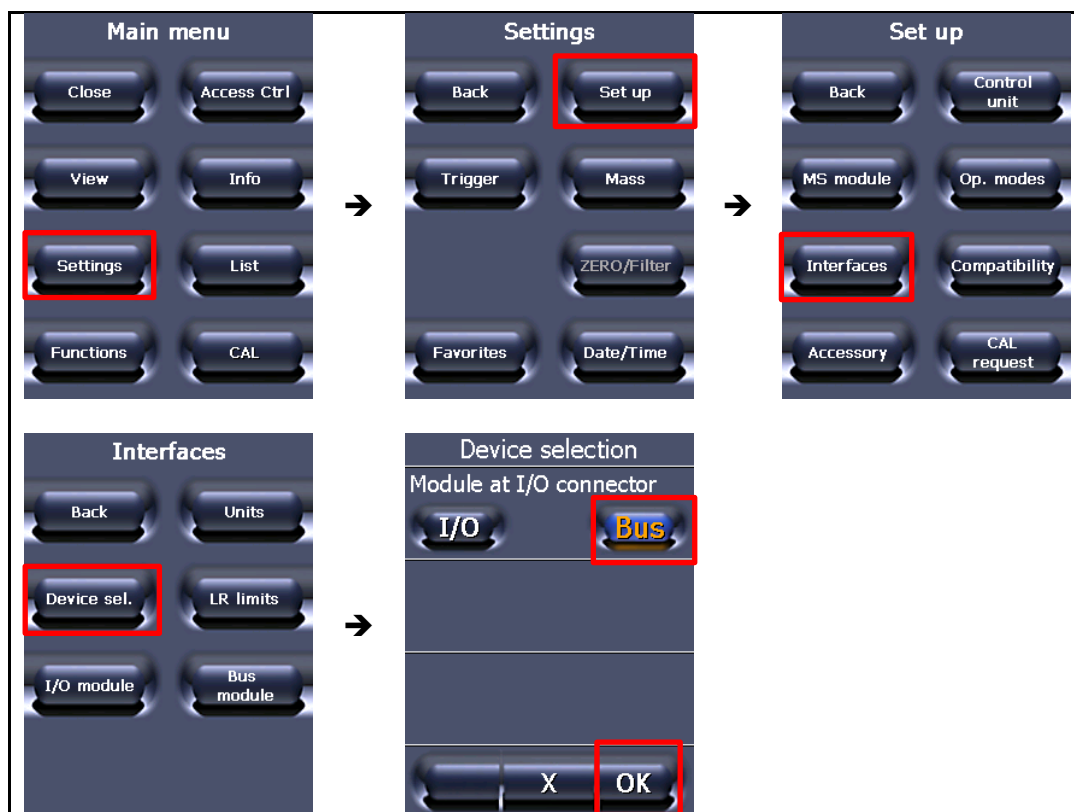 Main menu
Close
Access Ctrl
View
Info
Settings
List
Functions
CAL
➔
Settings
Back
Set up
Trigger
Mass
ZERO/Filter
Favorites
Date/Time
➔
Set up
Back
Control
unit
MS module
Op. modes
Interfaces
Compatibility
Accessory
CAL
request
Interfaces
Back
Units
Device sel.
LR limits
I/O module
Bus
module
➔
Device selection
Module at I/O connector
I/O
Bus
X
OK